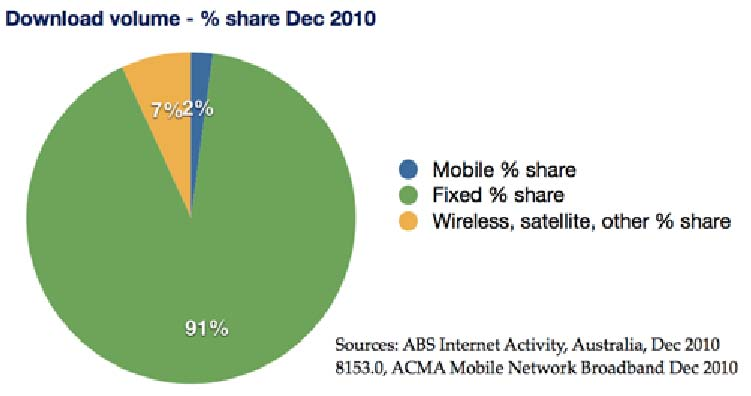 Download volume - % share Dec 2010
7%
2%
91%
Mobile % share
Fixed % share
Wireless, satellite, other % share
Sources: ABS Internet Activity, Australia, Dec 2010
8153.0, ACMA Mobile Network Broadband Dec 2010